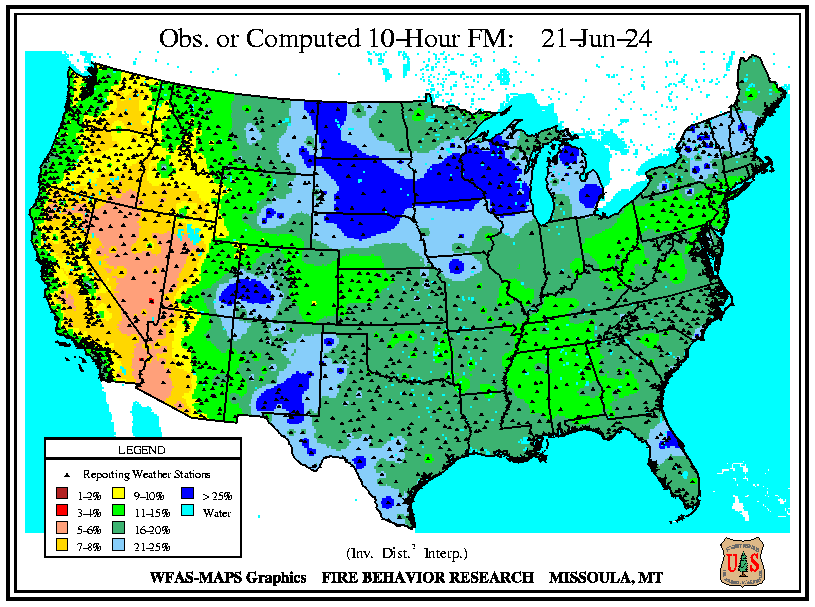 Obs. or Computed 10-Hour FM: 21-Jun-24
LEGEND
Reporting Weather Stations
1-2% 9-10% > 25%
3-4% 11-15% Water
5-6% 16-20%
7-8% 21-25%
(Inv. Dist.² Interp.)
WFAS-MAPS Graphics FIRE BEHAVIOR RESEARCH MISSOULA, MT
U S